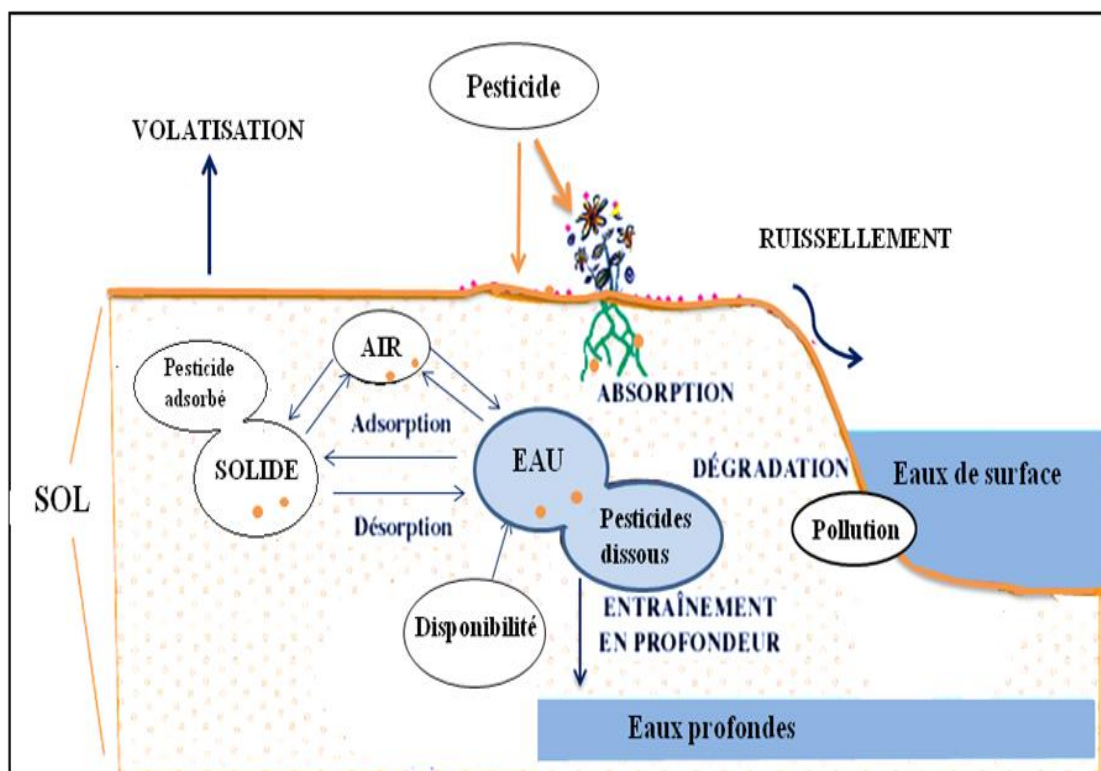 Pesticide
VOLATISATION
RUISSELLEMENT
AIR
Pesticide
adsorbé
ABSORPTION
Adsorption
SOLIDE
EAU
DÉGRADATION
Eaux de surface
SOL
Désorption
Pesticides
dissous
Pollution
Disponibilité
ENTRAÎNEMENT
EN PROFONDEUR
Eaux profondes